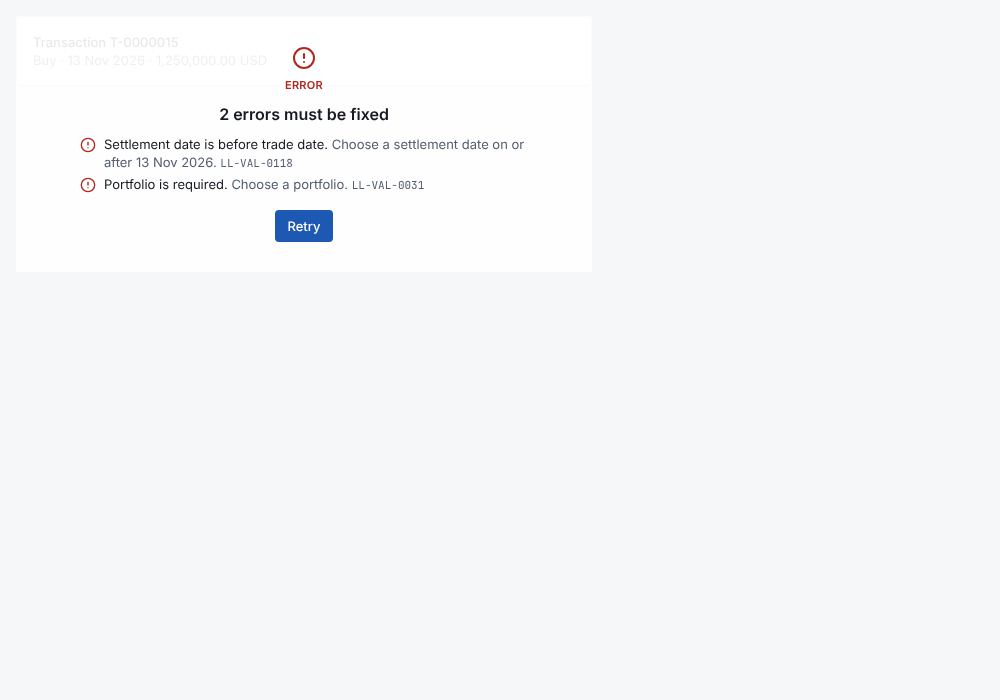 Transaction T-0000015
Buy · 13 Nov 2026 · 1,250,000.00 USD
ERROR
2 errors must be fixed
Settlement date is before trade date. Choose a settlement date on or
after 13 Nov 2026. LL-VAL-0118
Portfolio is required. Choose a portfolio. LL-VAL-0031
Retry